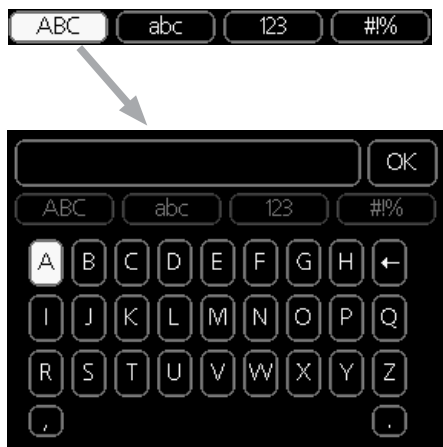 ABC abc 123 #!%
OK
ABC abc 123 #!%
A B C D E F G H ←
I J K L M N O P Q
R S T U V W X Y Z
, .